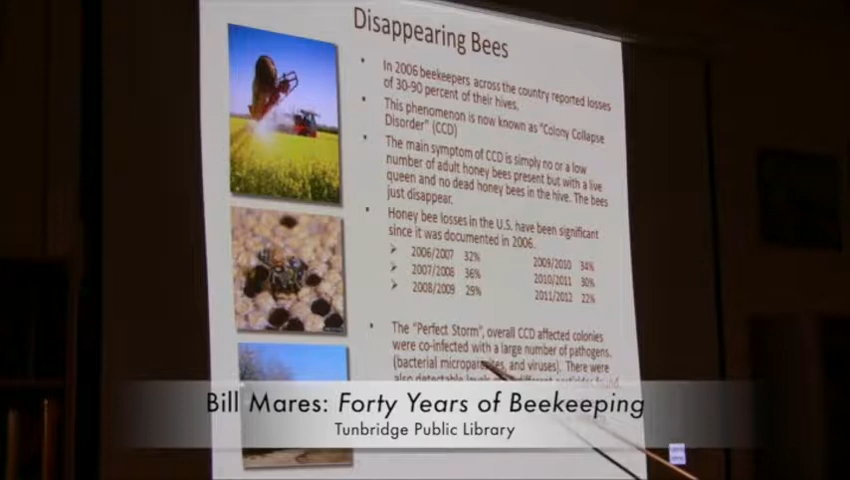 Disappearing Bees
• In 2006 beekeepers across the country reported losses
of 30-90 percent of their hives.
• This phenomenon is now known as "Colony Collapse
Disorder" (CCD)
• The main symptom of CCD is simply no or a low
number of adult honey bees present but with a live
queen and no dead honey bees in the hive. The bees
just disappear.
• Honey bee losses in the U.S. have been significant
since it was documented in 2006.
➢ 2006/2007 32% 2009/2010 34%
➢ 2007/2008 36% 2010/2011 30%
➢ 2008/2009 29% 2011/2012 22%
• The "Perfect Storm", overall CCD affected colonies
were co-infected with a large number of pathogens.
(bacterial microparasites, and viruses). There were
also detectable levels different pesticides found
Bill Mares: Forty Years of Beekeeping
Tunbridge Public Library